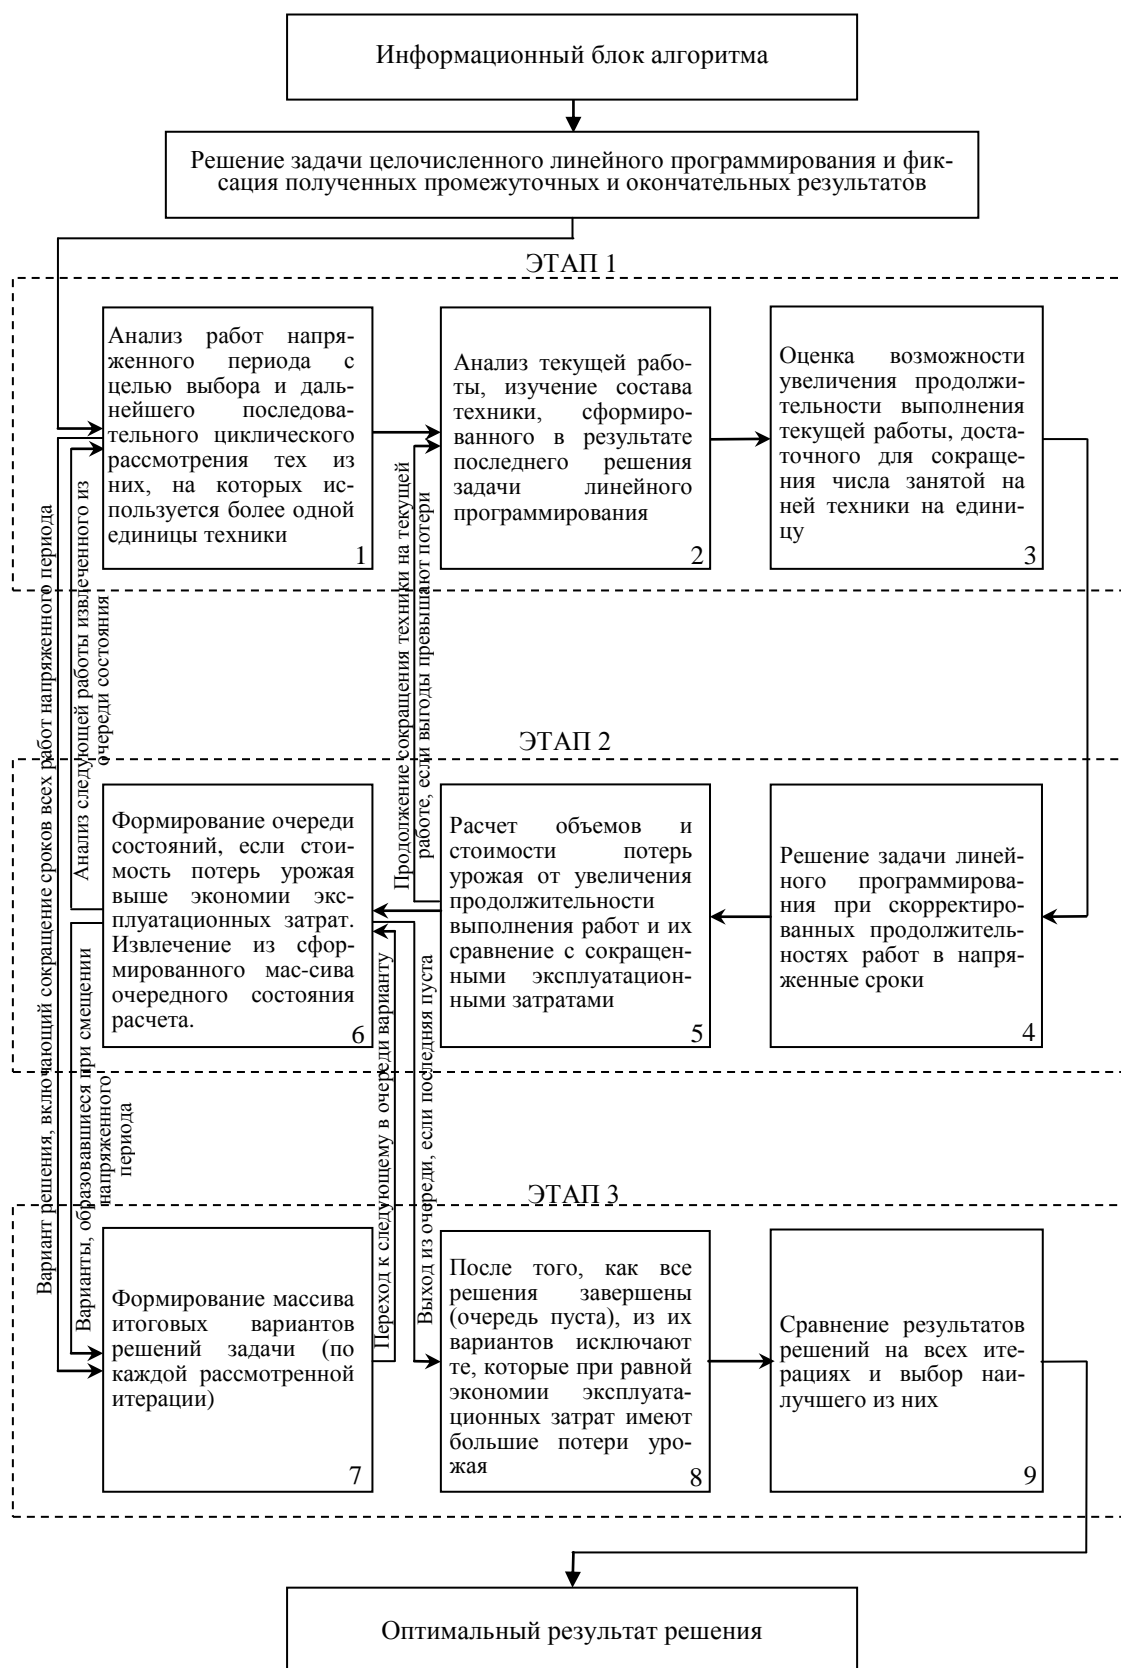 Информационный блок алгоритма
Решение задачи целочисленного линейного программирования и фик-
сация полученных промежуточных и окончательных результатов
ЭТАП 1
Анализ работ напря-
женного периода с
целью выбора и даль-
нейшего последова-
тельного циклического
рассмотрения тех из
них, на которых ис-
пользуется более одной
единицы техники
1
Анализ текущей рабо-
ты, изучение состава
техники, сформиро-
ванного в результате
последнего решения
задачи линейного
программирования
2
Оценка возможности
увеличения продолжи-
тельности выполнения
текущей работы, доста-
точного для сокраще-
ния числа занятой на
ней техники на едини-
цу
3
Вариант решения, включающий сокращение сроков всех работ напряженного периода
Анализ следующей работы извлеченного из
очереди состояния
Продолжение сокращения техники на текущей
работе, если выгоды превышают потери
ЭТАП 2
Формирование очереди
состояний, если стои-
мость потерь урожая
выше экономии экс-
плуатационных затрат.
Извлечение из сфор-
мированного мас-сива
очередного состояния
расчета.
6
Расчет объемов и
стоимости потерь
урожая от увеличения
продолжительности
выполнения работ и их
сравнение с сокращен-
ными эксплуатацион-
ными затратами
5
Решение задачи линей-
ного программирова-
ния при скорректиро-
ванных продолжитель-
ностях работ в напря-
женные сроки
4
Варианты, образовавшиеся при смещении
напряженного
периода
Переход к следующему в очереди варианту
Выход из очереди, если последняя пуста
ЭТАП 3
Формирование массива
итоговых вариантов
решений задачи (по
каждой рассмотренной
итерации)
7
После того, как все
решения завершены
(очередь пуста), из их
вариантов исключают
те, которые при равной
экономии эксплуата-
ционных затрат имеют
большие потери уро-
жая
8
Сравнение результатов
решений на всех ите-
рациях и выбор наи-
лучшего из них
9
Оптимальный результат решения